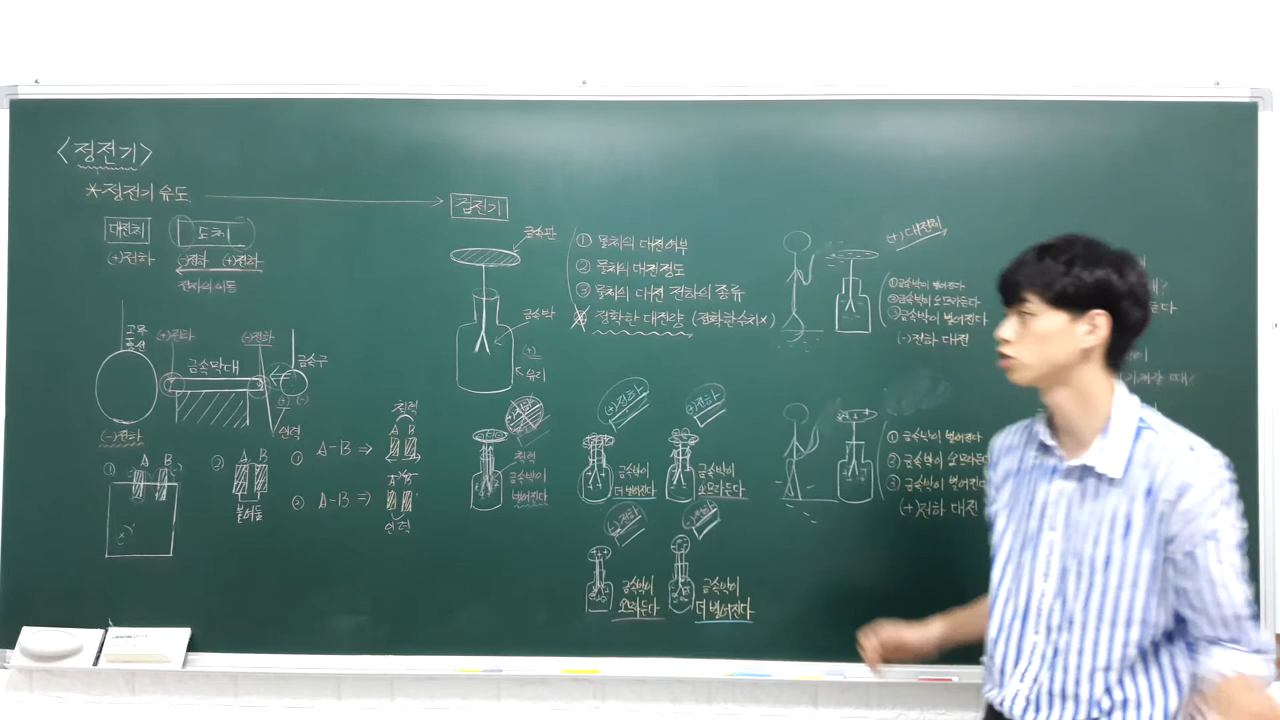 <정전기>
*정전기 유도
검전기
대전체
도체
(+)전하
(-)전하 (+)전하
전자의 이동
금속판
금속박
(+)
유리
① 물체의 대전여부
② 물체의 대전정도
③ 물체의 대전 전하의 종류
정확한 대전양 (정확한 수치x)
(+) 대전체
① 금속박이 벌어진다
② 금속박이 오므라든다
③ 금속박이 벌어진다
(-)전하 대전
고무
풍선
(+)전하
(-)전하
금속막대
금속구
(+) (-)
인력
(-)전하
① A B
② A B
붙어둠
① A-B ⇒
척력
A B
② A-B ⇒
A B
인력
척력
금속박이
벌어진다
(+)전하
금속박이
더 벌어진다
(+)전하
금속박이
오므라든다
(-)전하
금속박이
오므라든다
(-)전하
금속박이
더 벌어진다
① 금속박이 벌어진다
② 금속박이 오므라든
③ 금속박이 벌어진다
(+)전하 대전